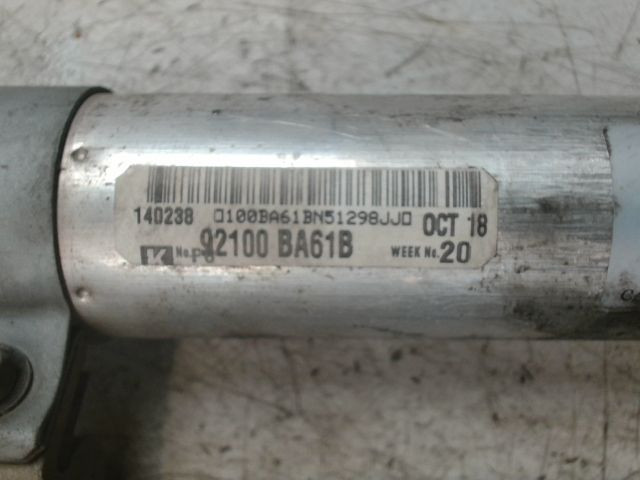 140238 0100BA61BN51298JJ0 OCT 18
K No. 92100 BA61B WEEK No. 20